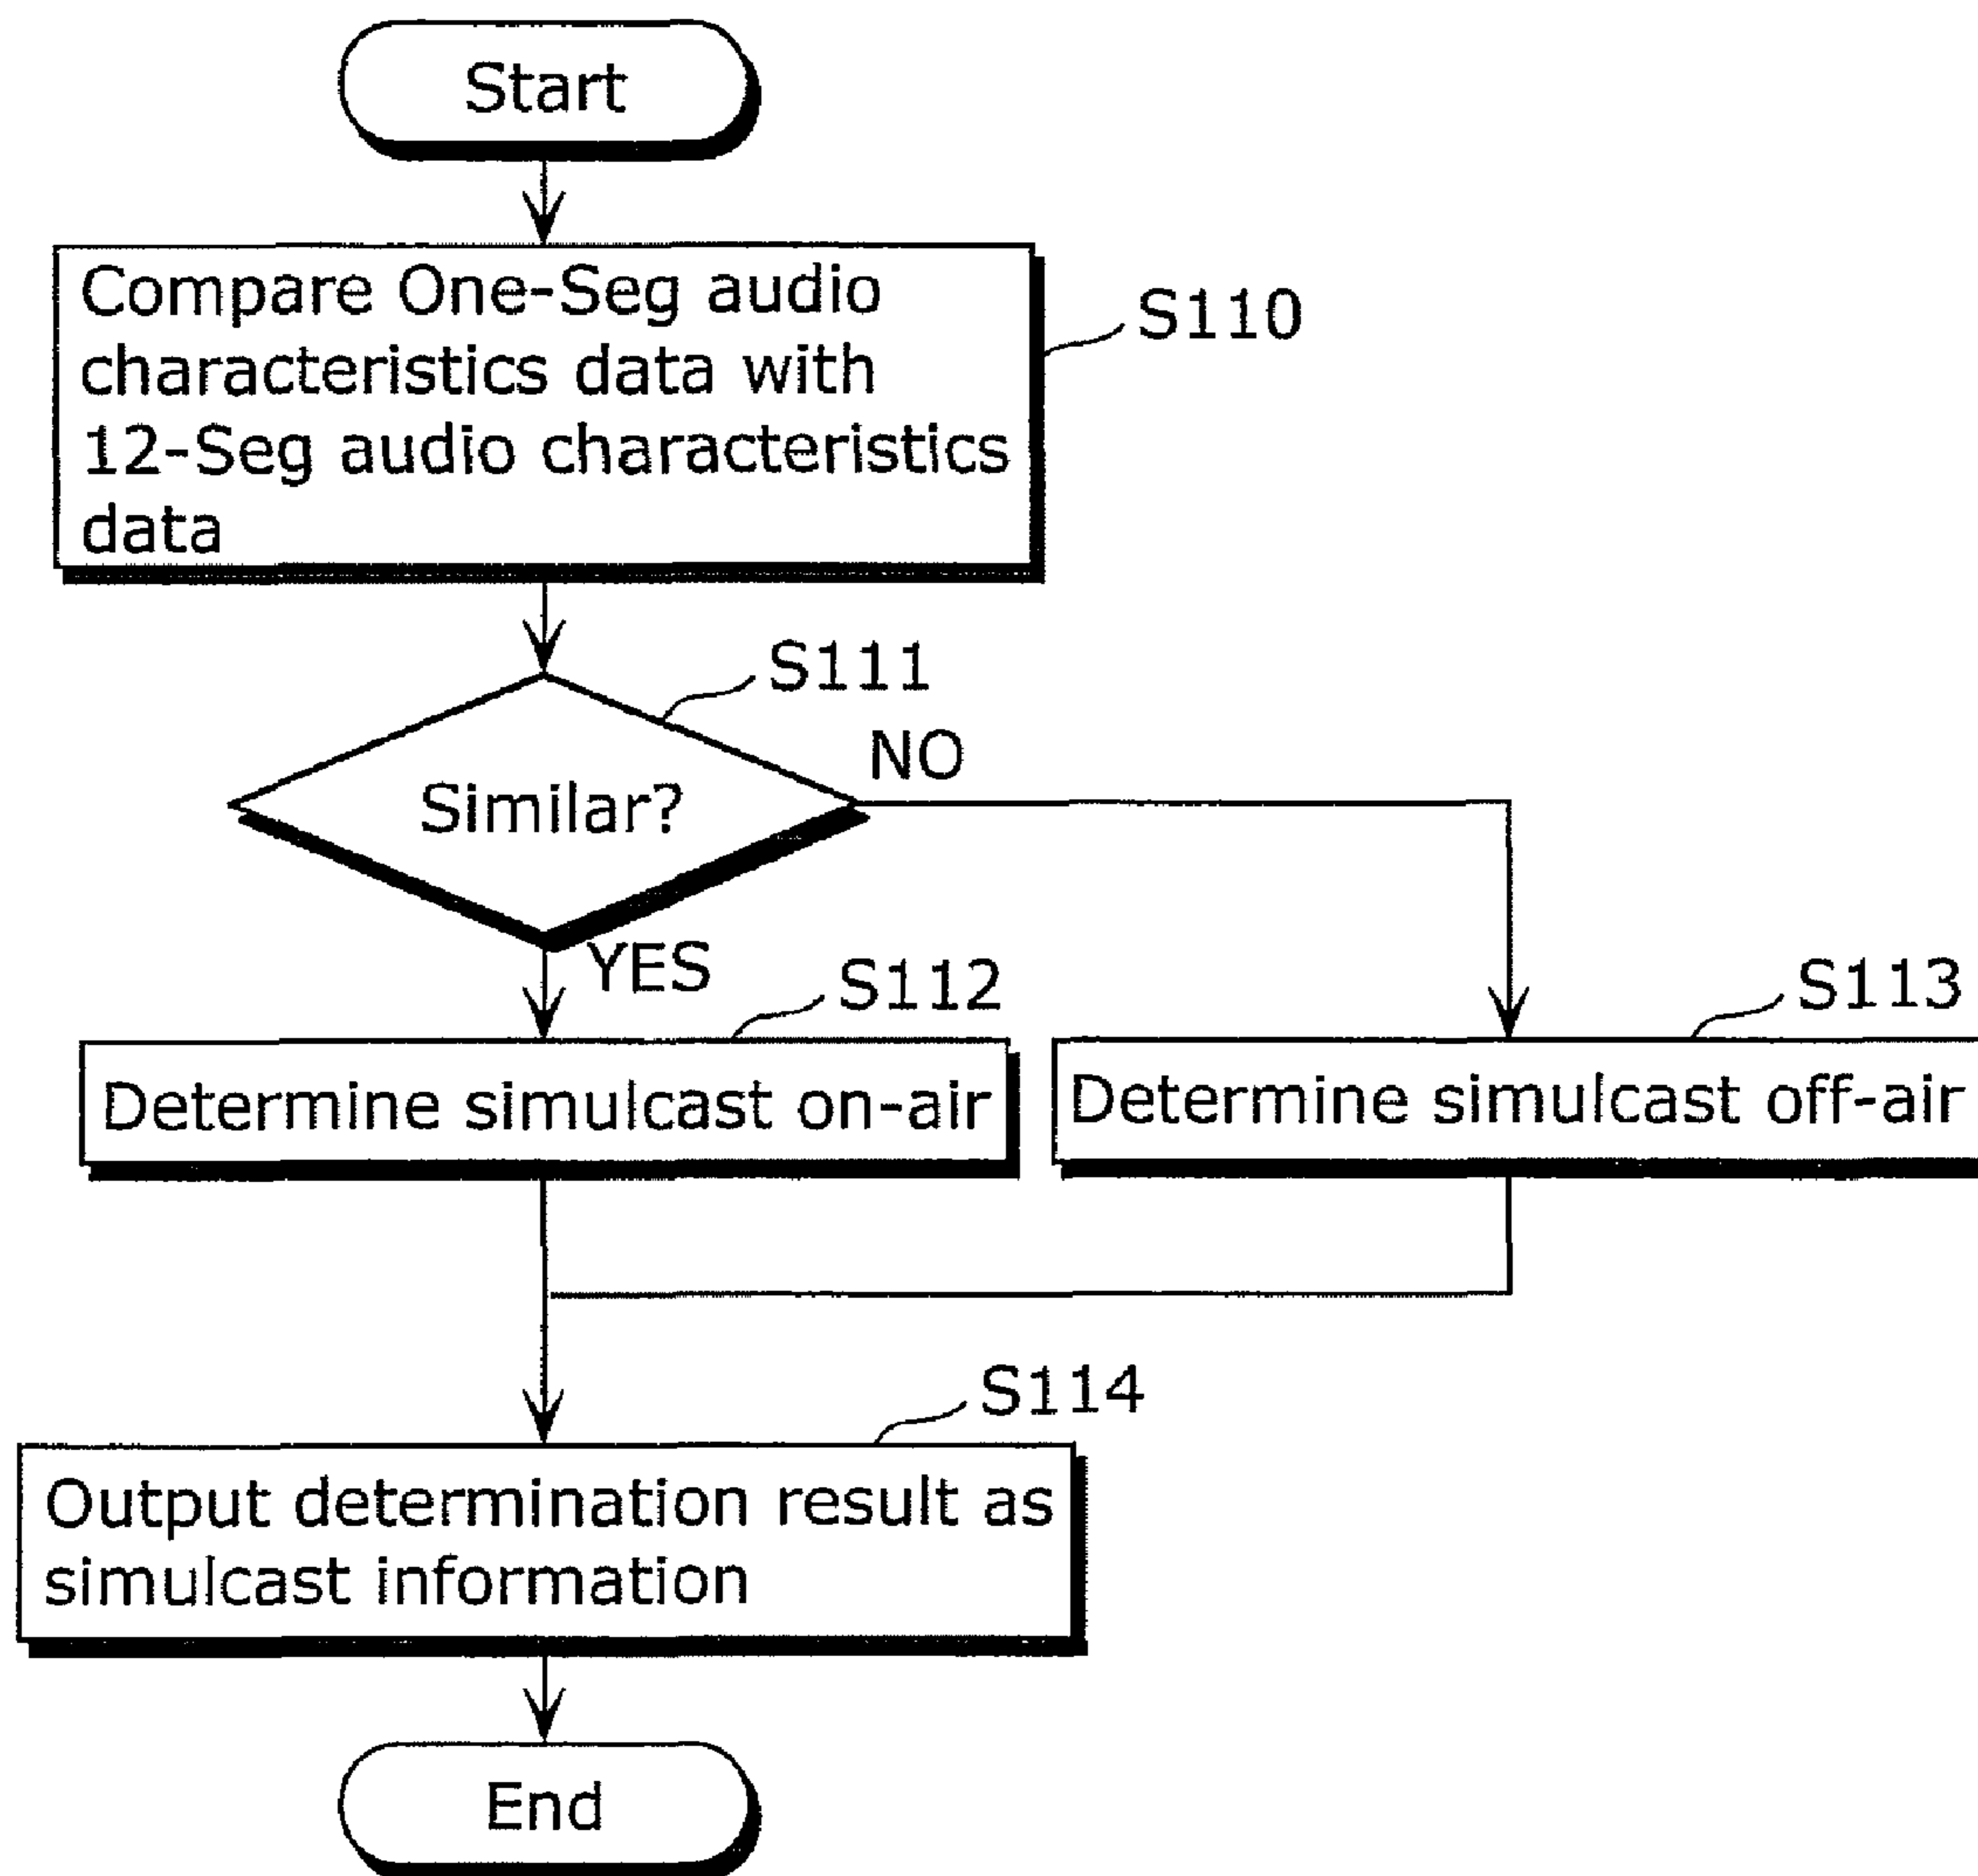 Start
Compare One-Seg audio
characteristics data with
12-Seg audio characteristics
data
S110
S111
Similar?
NO
YES
S112
Determine simulcast on-air
S113
Determine simulcast off-air
S114
Output determination result as
simulcast information
End